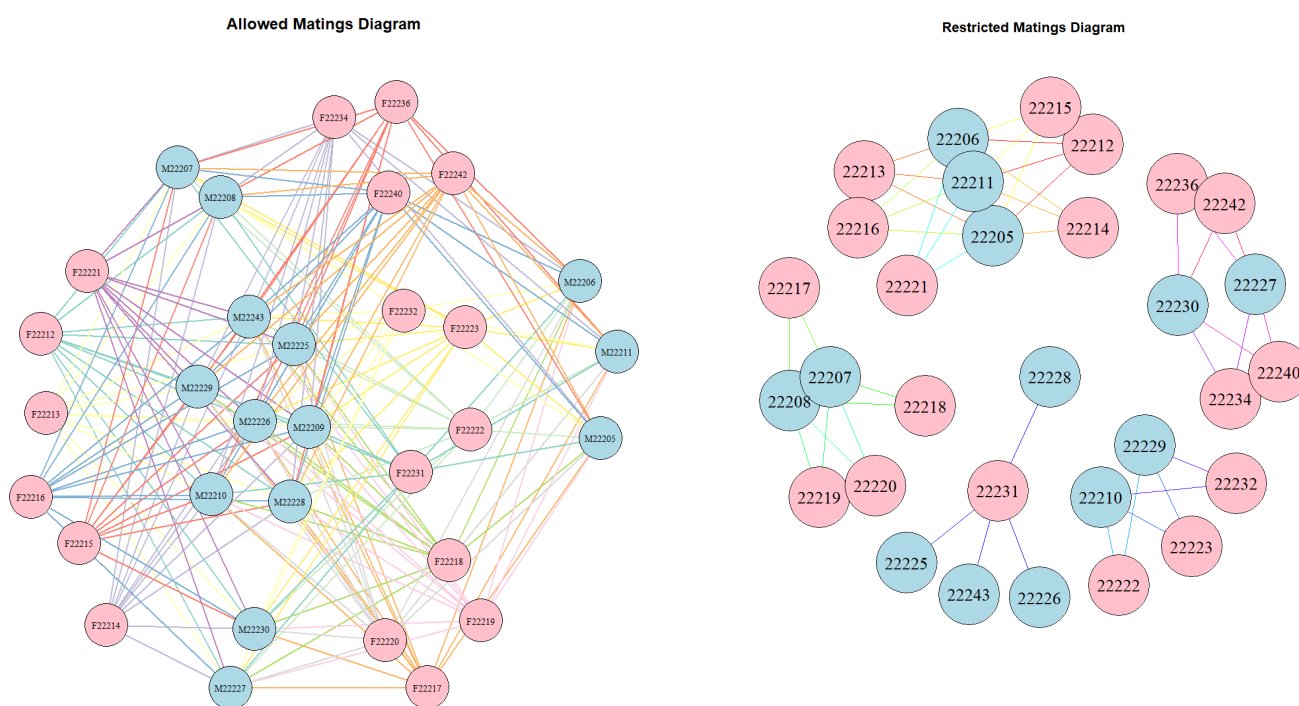 Allowed Matings Diagram
F22236
F22234
M22207
F22242
M22208
F22240
F22221
M22206
F22232
M22243
F22223
F22212
M22225
M22211
M22229
F22213
M22226
M22209
F22222
M22205
F22231
M22210
F22216
M22228
F22215
F22218
F22219
F22214
M22230
F22220
M22227
F22217
Restricted Matings Diagram
22215
22206
22212
22213
22211
22236
22242
22216
22205
22214
22221
22217
22230
22227
22207
22228
22240
22208
22218
22234
22229
22220
22219
22231
22210
22232
22223
22225
22222
22243
22226